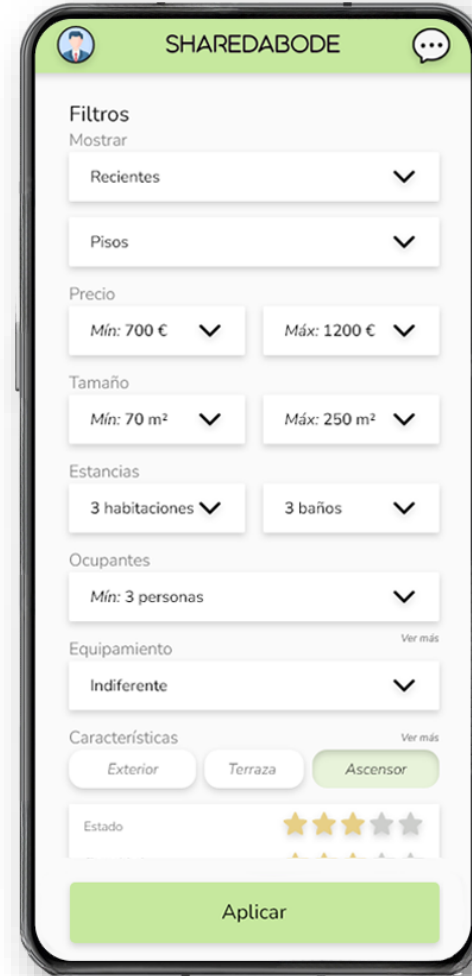 SHAREDABODE
Filtros
Mostrar
Recientes
Pisos
Precio
Mín: 700 €
Máx: 1200 €
Tamaño
Mín: 70 m²
Máx: 250 m²
Estancias
3 habitaciones
3 baños
Ocupantes
Mín: 3 personas
Ver más
Equipamiento
Indiferente
Características
Ver más
Exterior
Terraza
Ascensor
Estado
Aplicar